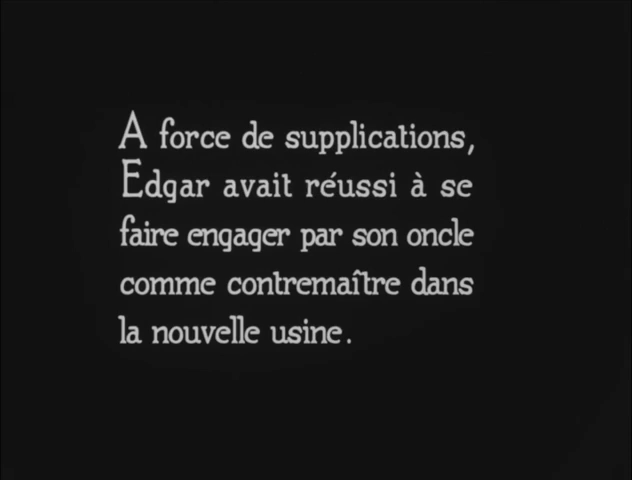 A force de supplications,
Edgar avait réussi à se
faire engager par son oncle
comme contremaître dans
la nouvelle usine.